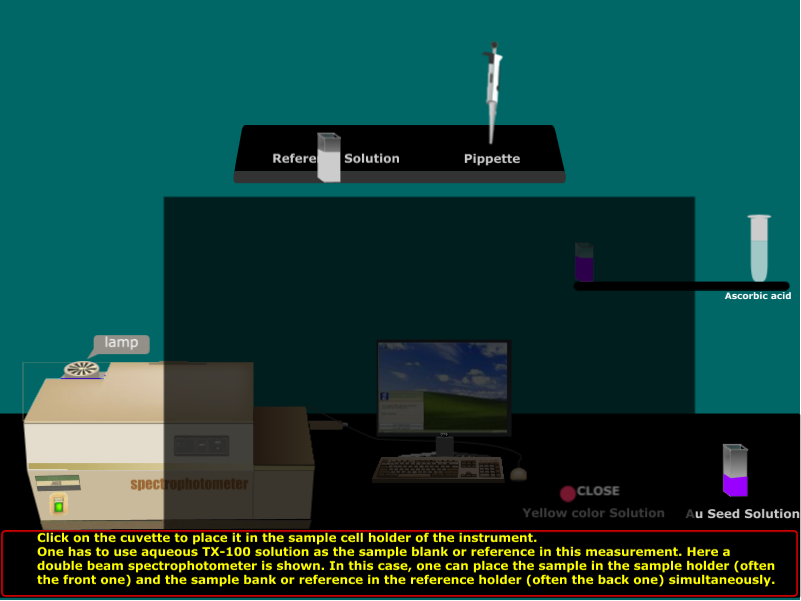 Refere Solution
Pippette
Ascorbic acid
lamp
spectrophotometer
CLOSE
Yellow color Solution
Au Seed Solution
Click on the cuvette to place it in the sample cell holder of the instrument.
One has to use aqueous TX-100 solution as the sample blank or reference in this measurement. Here a
double beam spectrophotometer is shown. In this case, one can place the sample in the sample holder (often
the front one) and the sample bank or reference in the reference holder (often the back one) simultaneously.